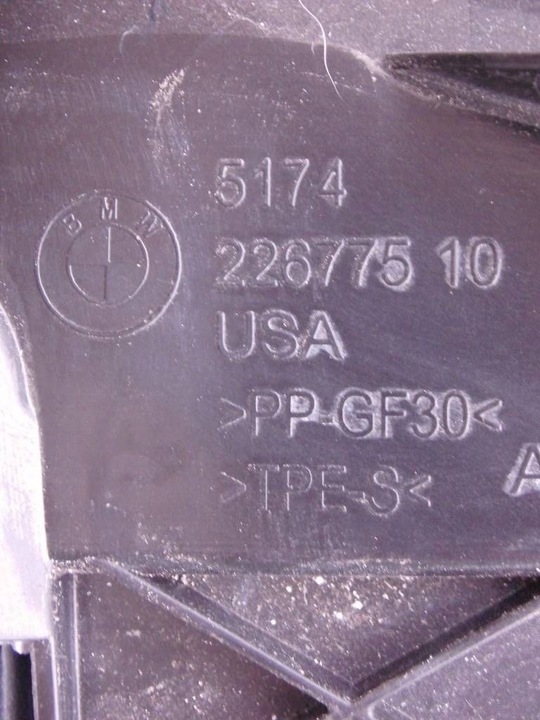 BMW
5174
226775 10
USA
>PP-GF30<
>TPE-S<
A